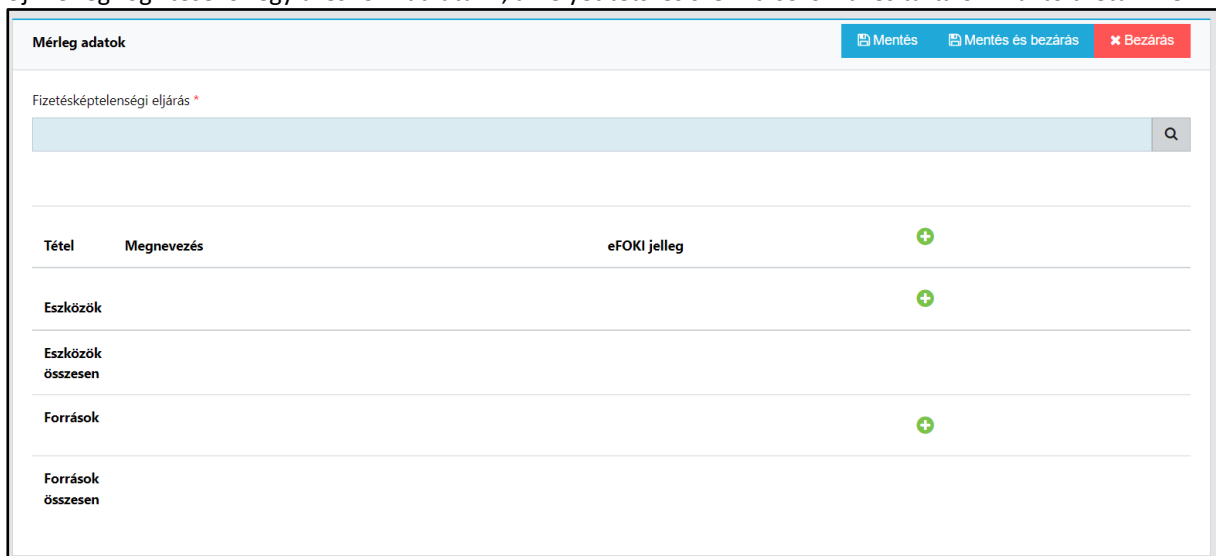 Mérleg adatok
Mentés Mentés és bezárás Bezárás
Fizetésképtelenségi eljárás *
Tétel Megnevezés eFOKI jelleg
Eszközök
Eszközök
összesen
Források
Források
összesen